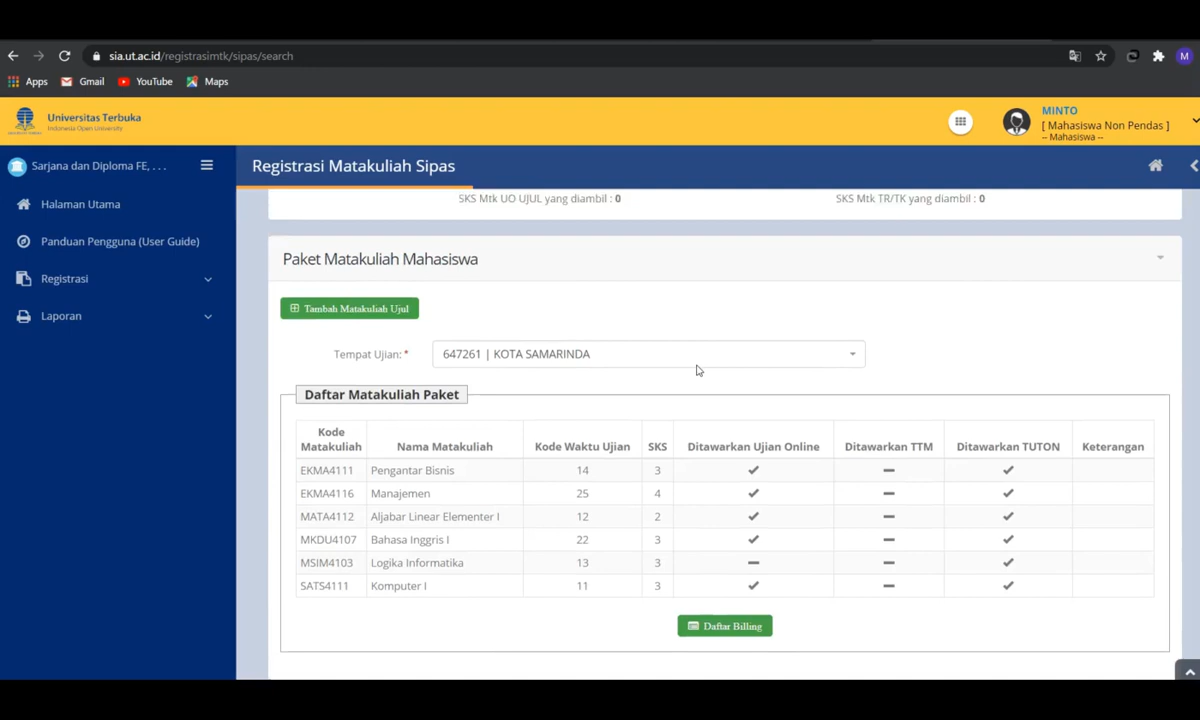 sia.ut.ac.id/registrasimtk/sipas/search
M
Apps Gmail YouTube Maps
Universitas Terbuka
Indonesia Open University
MINTO
[ Mahasiswa Non Pendas ]
-- Mahasiswa --
Sarjana dan Diploma FE, . . .
Registrasi Matakuliah Sipas
Halaman Utama
Panduan Pengguna (User Guide)
Registrasi
Laporan
SKS Mtk UO UJUL yang diambil : 0
SKS Mtk TR/TK yang diambil : 0
Paket Matakuliah Mahasiswa
Tambah Matakuliah Ujul
Tempat Ujian: * 647261 | KOTA SAMARINDA
Daftar Matakuliah Paket
Kode Matakuliah Nama Matakuliah Kode Waktu Ujian SKS Ditawarkan Ujian Online Ditawarkan TTM Ditawarkan TUTON Keterangan
EKMA4111 Pengantar Bisnis 14 3 ✔ − ✔
EKMA4116 Manajemen 25 4 ✔ − ✔
MATA4112 Aljabar Linear Elementer I 12 2 ✔ − ✔
MKDU4107 Bahasa Inggris I 22 3 ✔ − ✔
MSIM4103 Logika Informatika 13 3 − − ✔
SATS4111 Komputer I 11 3 ✔ − ✔
Daftar Billing